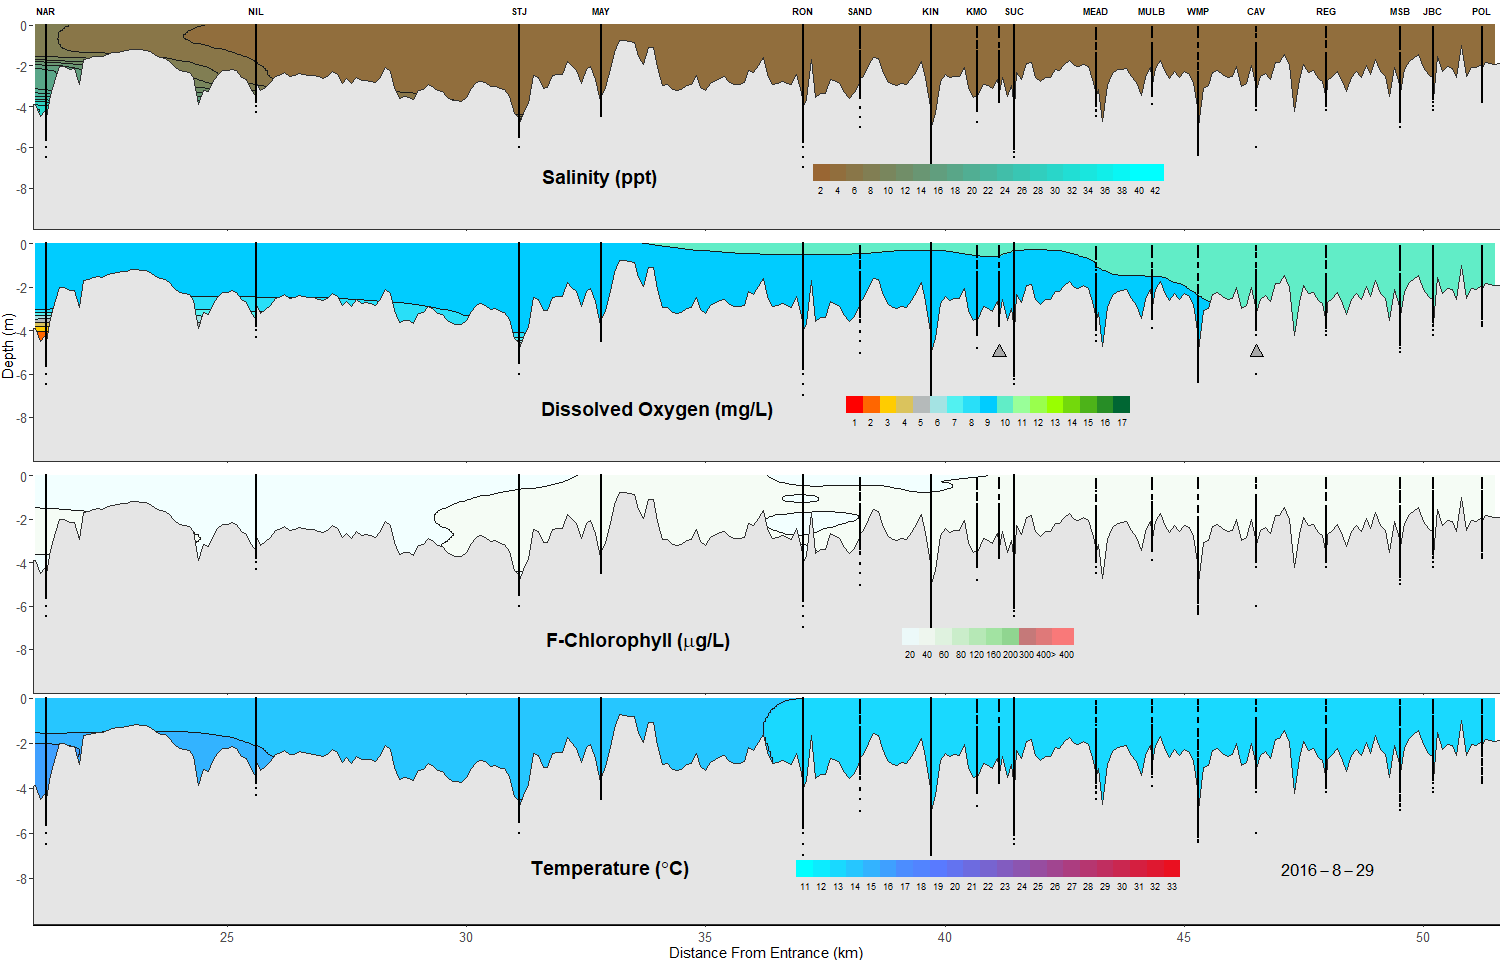 NAR NIL STJ MAY RON SAND KIN KMO SUC MEAD MULB WMP CAV REG MSB JBC POL
0
-2
-4
-6
-8
Salinity (ppt)
2 4 6 8 10 12 14 16 18 20 22 24 26 28 30 32 34 36 38 40 42
0
-2
-4
-6
-8
Depth (m)
Dissolved Oxygen (mg/L)
1 2 3 4 5 6 7 8 9 10 11 12 13 14 15 16 17
0
-2
-4
-6
-8
F-Chlorophyll (μg/L)
20 40 60 80 120 160 200 300 400> 400
0
-2
-4
-6
-8
Temperature (°C)
11 12 13 14 15 16 17 18 19 20 21 22 23 24 25 26 27 28 29 30 31 32 33
2016–8–29
25 30 35 40 45 50
Distance From Entrance (km)